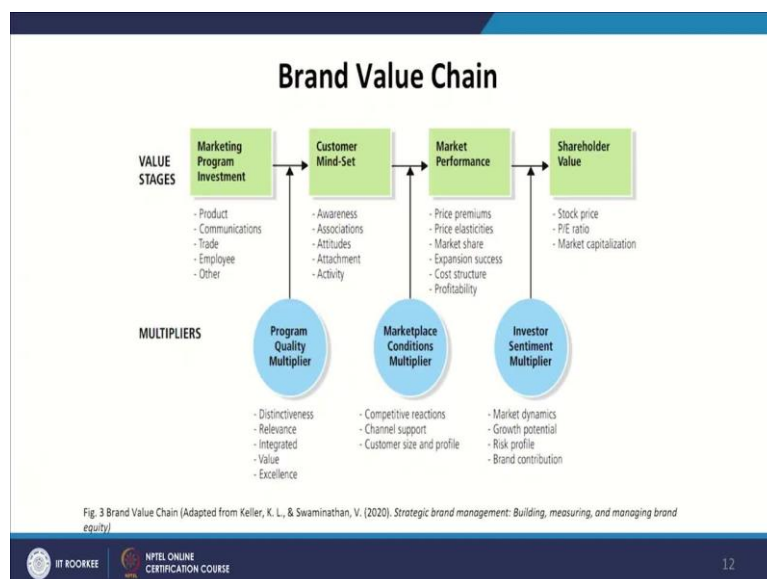 Brand Value Chain
VALUE
STAGES
Marketing
Program
Investment
- Product
- Communications
- Trade
- Employee
- Other
Customer
Mind-Set
- Awareness
- Associations
- Attitudes
- Attachment
- Activity
Market
Performance
- Price premiums
- Price elasticities
- Market share
- Expansion success
- Cost structure
- Profitability
Shareholder
Value
- Stock price
- P/E ratio
- Market capitalization
MULTIPLIERS
Program
Quality
Multiplier
- Distinctiveness
- Relevance
- Integrated
- Value
- Excellence
Marketplace
Conditions
Multiplier
- Competitive reactions
- Channel support
- Customer size and profile
Investor
Sentiment
Multiplier
- Market dynamics
- Growth potential
- Risk profile
- Brand contribution
Fig. 3 Brand Value Chain (Adapted from Keller, K. L., & Swaminathan, V. (2020). Strategic brand management: Building, measuring, and managing brand
equity)
IIT ROORKEE
NPTEL ONLINE
CERTIFICATION COURSE
12